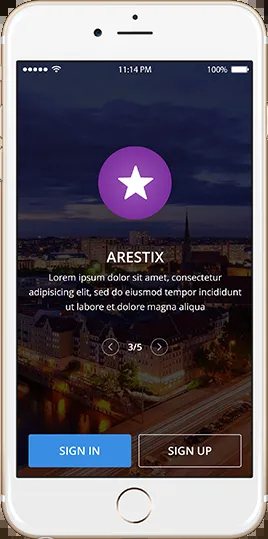 11:14 PM 100%
ARESTIX
Lorem ipsum dolor sit amet, consectetur
adipisicing elit, sed do eiusmod tempor incididunt
ut labore et dolore magna aliqua
3/5
SIGN IN SIGN UP